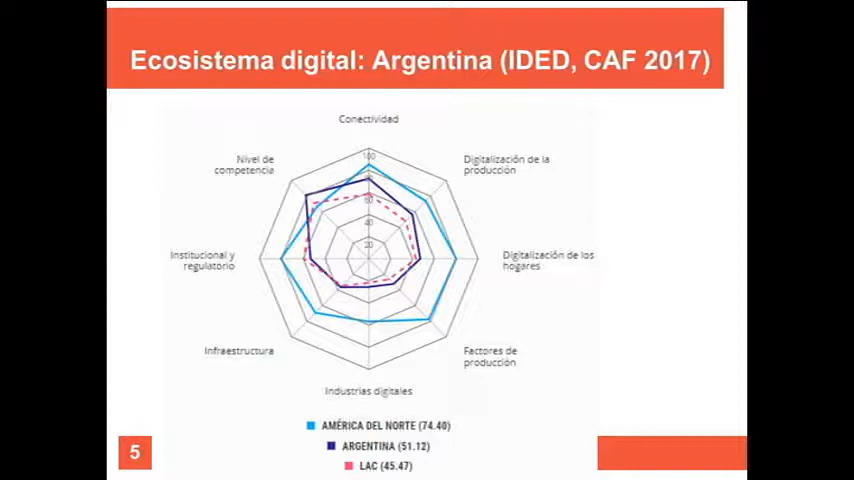 Ecosistema digital: Argentina (IDED, CAF 2017)
Conectividad
Nivel de
competencia
Digitalización de la
producción
100
80
60
40
20
Institucional y
regulatorio
Digitalización de los
hogares
Infraestructura
Factores de
producción
Industrias digitales
AMÉRICA DEL NORTE (74.40)
ARGENTINA (51.12)
LAC (45.47)
5